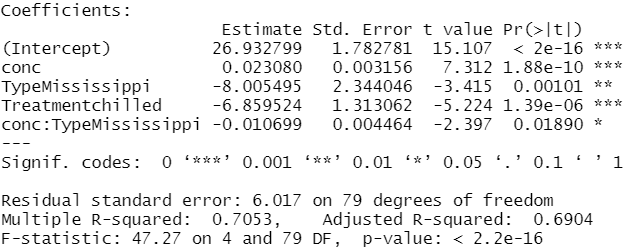 Coefficients:
Estimate Std. Error t value Pr(>|t|)
(Intercept) 26.932799 1.782781 15.107 < 2e-16 ***
conc 0.023080 0.003156 7.312 1.88e-10 ***
TypeMississippi -8.005495 2.344046 -3.415 0.00101 **
Treatmentchilled -6.859524 1.313062 -5.224 1.39e-06 ***
conc:TypeMississippi -0.010699 0.004464 -2.397 0.01890 *
---
Signif. codes: 0 ‘***’ 0.001 ‘**’ 0.01 ‘*’ 0.05 ‘.’ 0.1 ‘ ’ 1
Residual standard error: 6.017 on 79 degrees of freedom
Multiple R-squared: 0.7053, Adjusted R-squared: 0.6904
F-statistic: 47.27 on 4 and 79 DF, p-value: < 2.2e-16